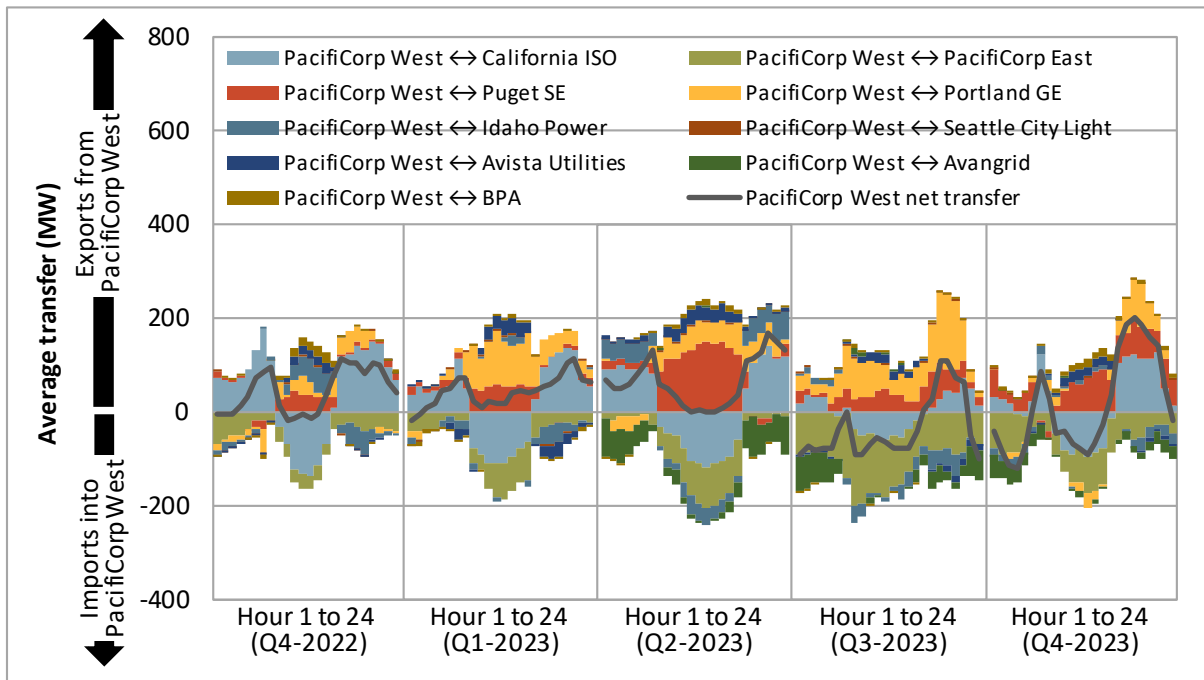 Average transfer (MW)
Exports from
PacifiCorp West
Imports into
PacifiCorp West
800
600
400
200
0
-200
-400
PacifiCorp West ↔ California ISO
PacifiCorp West ↔ PacifiCorp East
PacifiCorp West ↔ Puget SE
PacifiCorp West ↔ Portland GE
PacifiCorp West ↔ Idaho Power
PacifiCorp West ↔ Seattle City Light
PacifiCorp West ↔ Avista Utilities
PacifiCorp West ↔ Avangrid
PacifiCorp West ↔ BPA
PacifiCorp West net transfer
Hour 1 to 24
(Q4-2022)
Hour 1 to 24
(Q1-2023)
Hour 1 to 24
(Q2-2023)
Hour 1 to 24
(Q3-2023)
Hour 1 to 24
(Q4-2023)